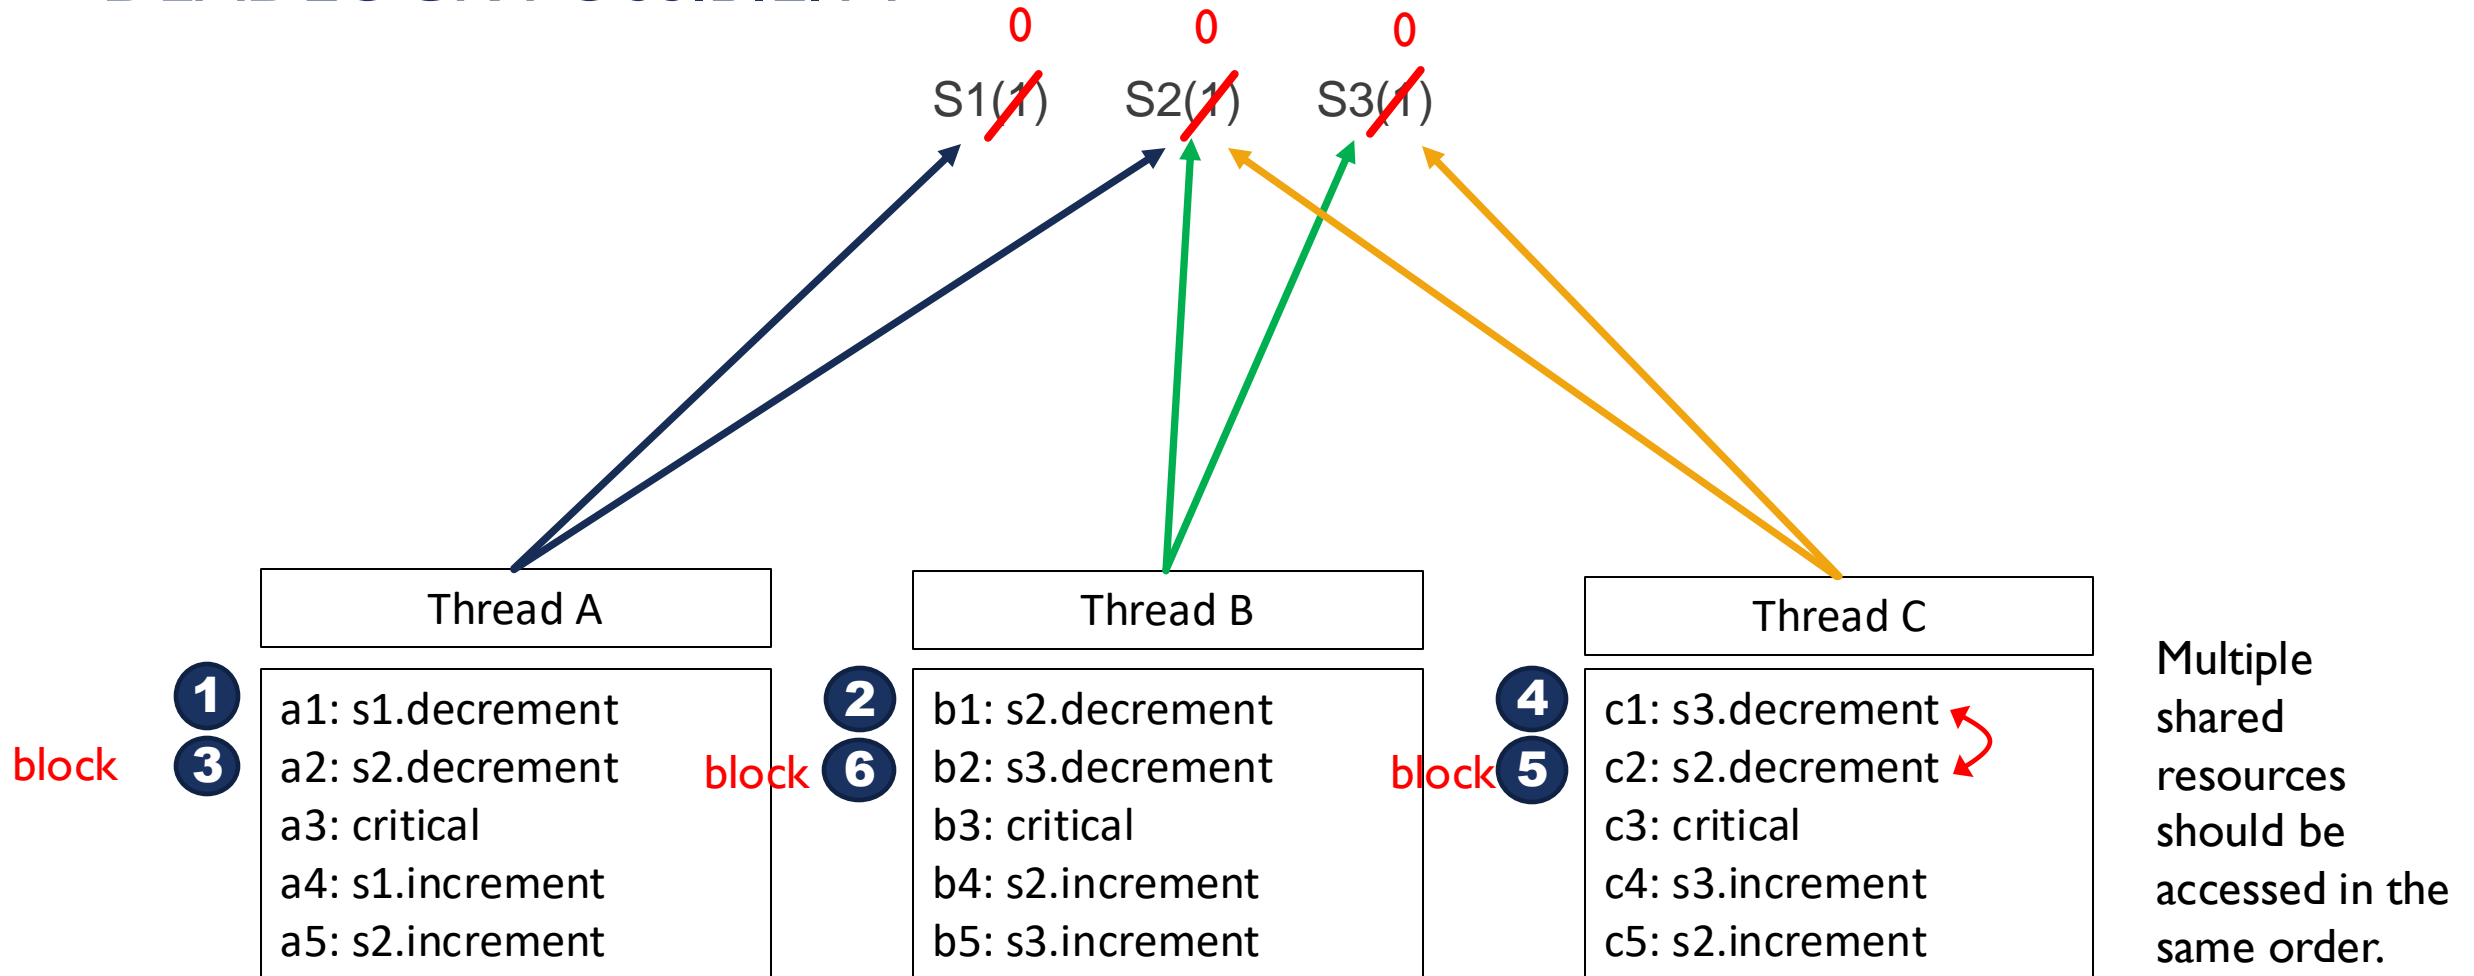 0 0 0
S1(1) S2(1) S3(1)
Thread A
1
a1: s1.decrement
block 3 a2: s2.decrement
a3: critical
a4: s1.increment
a5: s2.increment
Thread B
2
b1: s2.decrement
block 6 b2: s3.decrement
b3: critical
b4: s2.increment
b5: s3.increment
Thread C
4
c1: s3.decrement
block 5 c2: s2.decrement
c3: critical
c4: s3.increment
c5: s2.increment
Multiple
shared
resources
should be
accessed in the
same order.